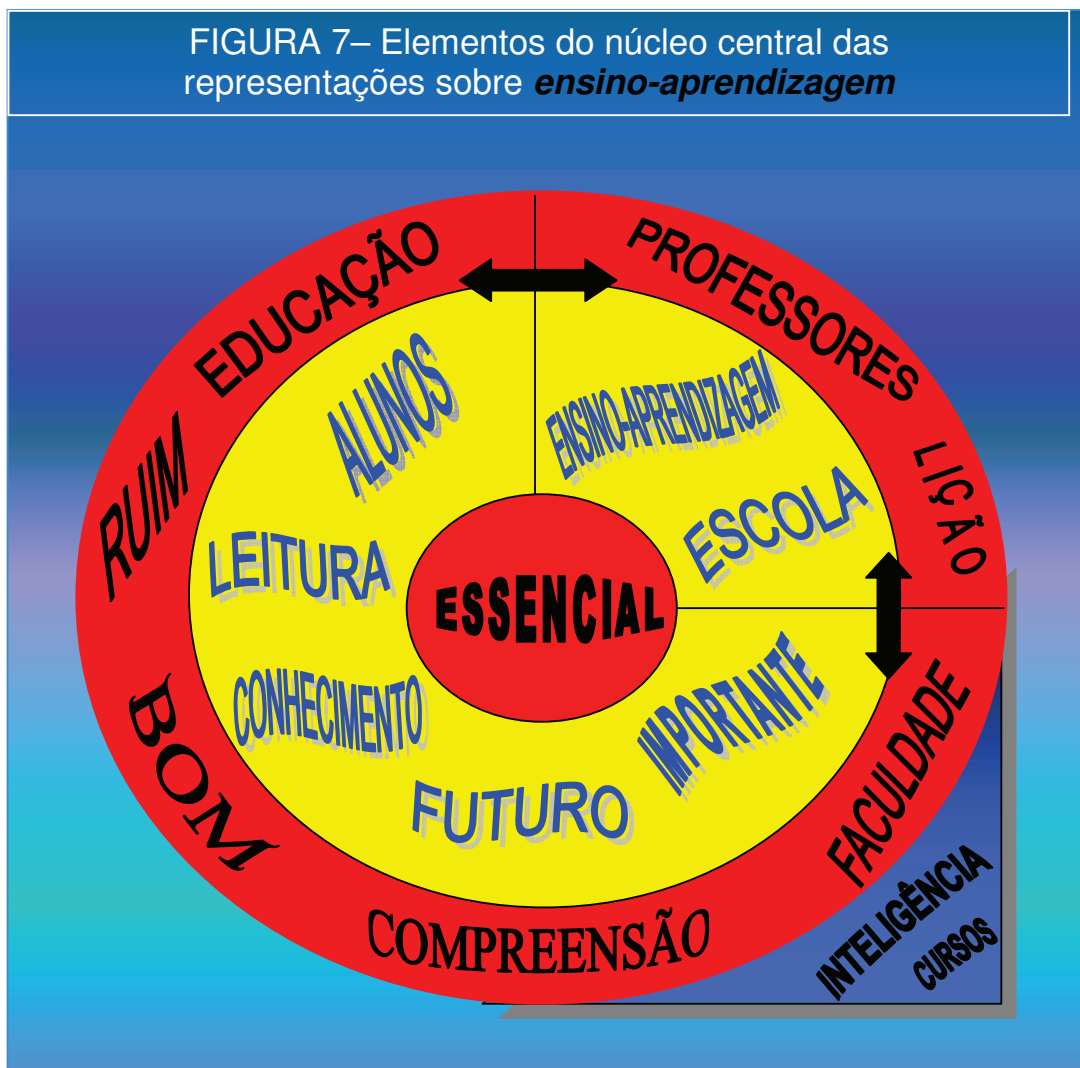 FIGURA 7– Elementos do núcleo central das
representações sobre ensino-aprendizagem
EDUCAÇÃO
PROFESSORES
ALUNOS
ENSINO-APRENDIZAGEM
RUIM
LIÇÃO
LEITURA
ESCOLA
ESSENCIAL
CONHECIMENTO
IMPORTANTE
BOM
FUTURO
FACULDADE
COMPREENSÃO
INTELIGÊNCIA
CURSOS